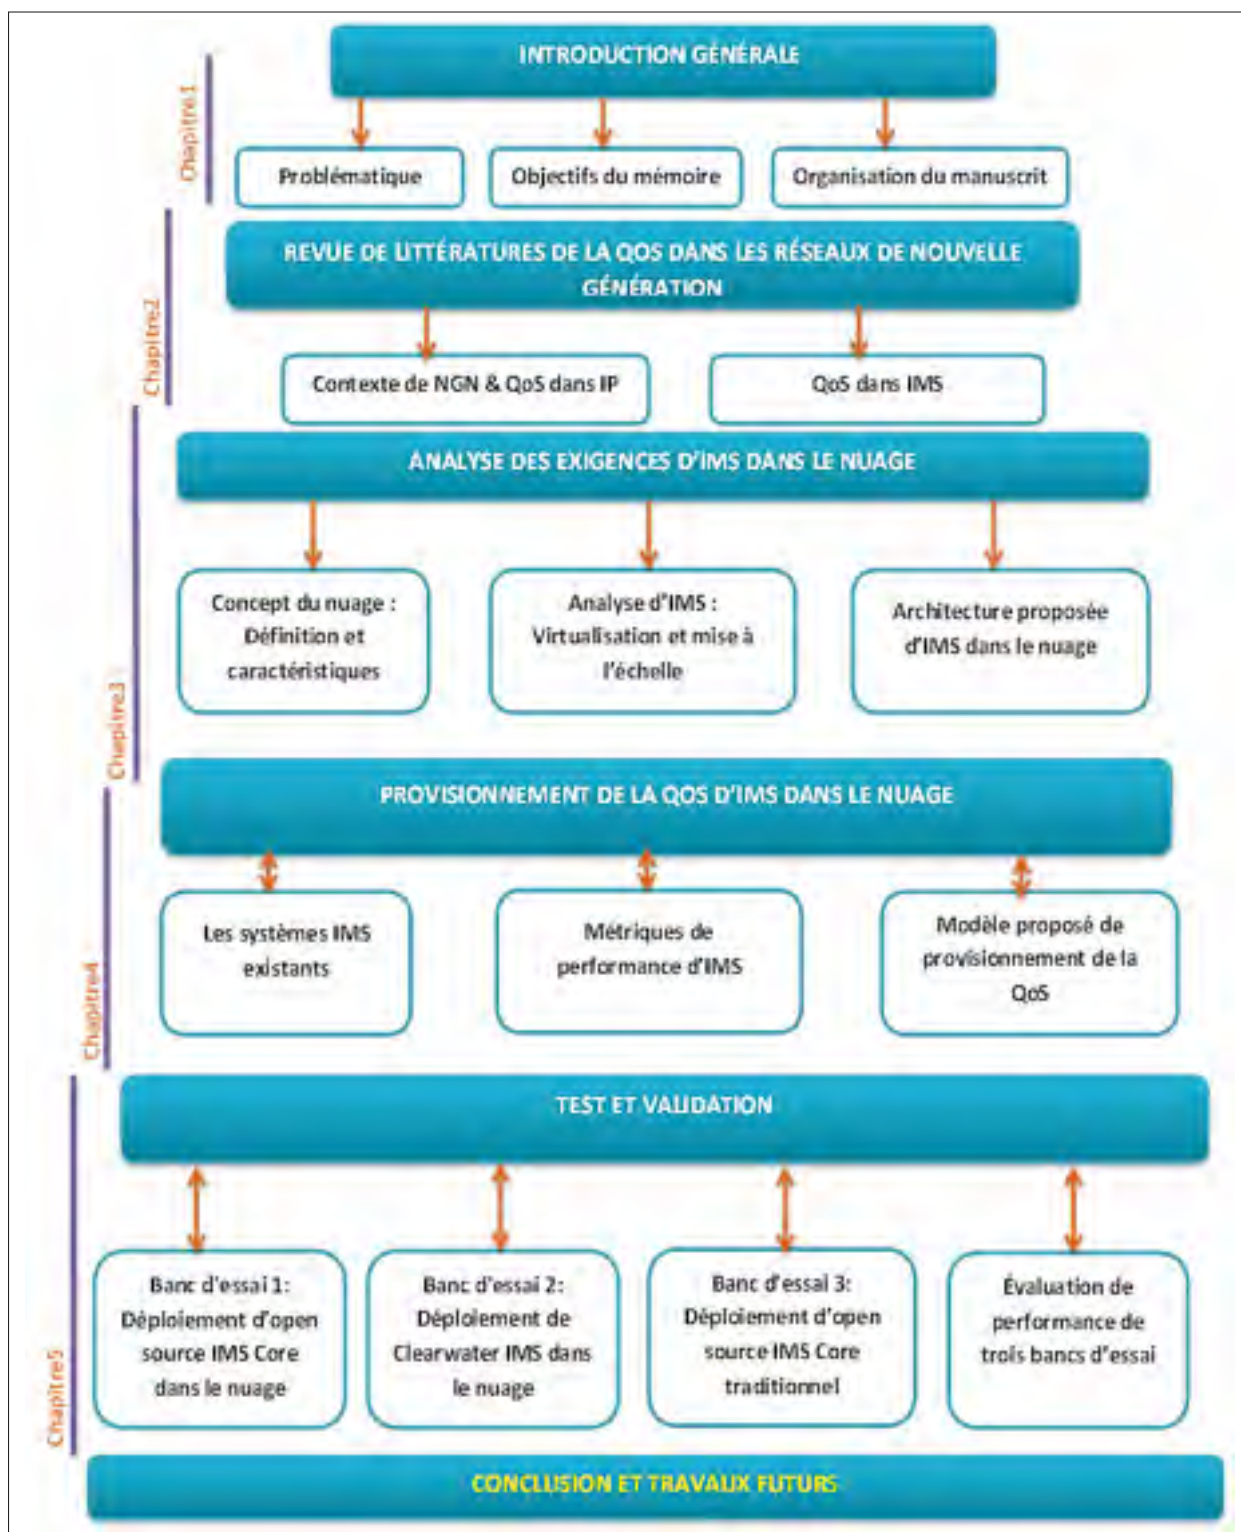 INTRODUCTION GÉNÉRALE
Chapitre1
Problématique
Objectifs du mémoire
Organisation du manuscrit
REVUE DE LITTÉRATURES DE LA QOS DANS LES RÉSEAUX DE NOUVELLE
GÉNÉRATION
Chapitre2
Contexte de NGN & QoS dans IP
QoS dans IMS
ANALYSE DES EXIGENCES D'IMS DANS LE NUAGE
Chapitre3
Concept du nuage :
Définition et
caractéristiques
Analyse d'IMS :
Virtualisation et mise à
l'échelle
Architecture proposée
d'IMS dans le nuage
PROVISIONNEMENT DE LA QOS D'IMS DANS LE NUAGE
Chapitre4
Les systèmes IMS
existants
Métriques de
performance d'IMS
Modèle proposé de
provisionnement de la
QoS
TEST ET VALIDATION
Chapitre5
Banc d'essai 1:
Déploiement d'open
source IMS Core
dans le nuage
Banc d'essai 2:
Déploiement de
Clearwater IMS dans
le nuage
Banc d'essai 3:
Déploiement d'open
source IMS Core
traditionnel
Évaluation de
performance de
trois bancs d'essai
CONCLUSION ET TRAVAUX FUTURS